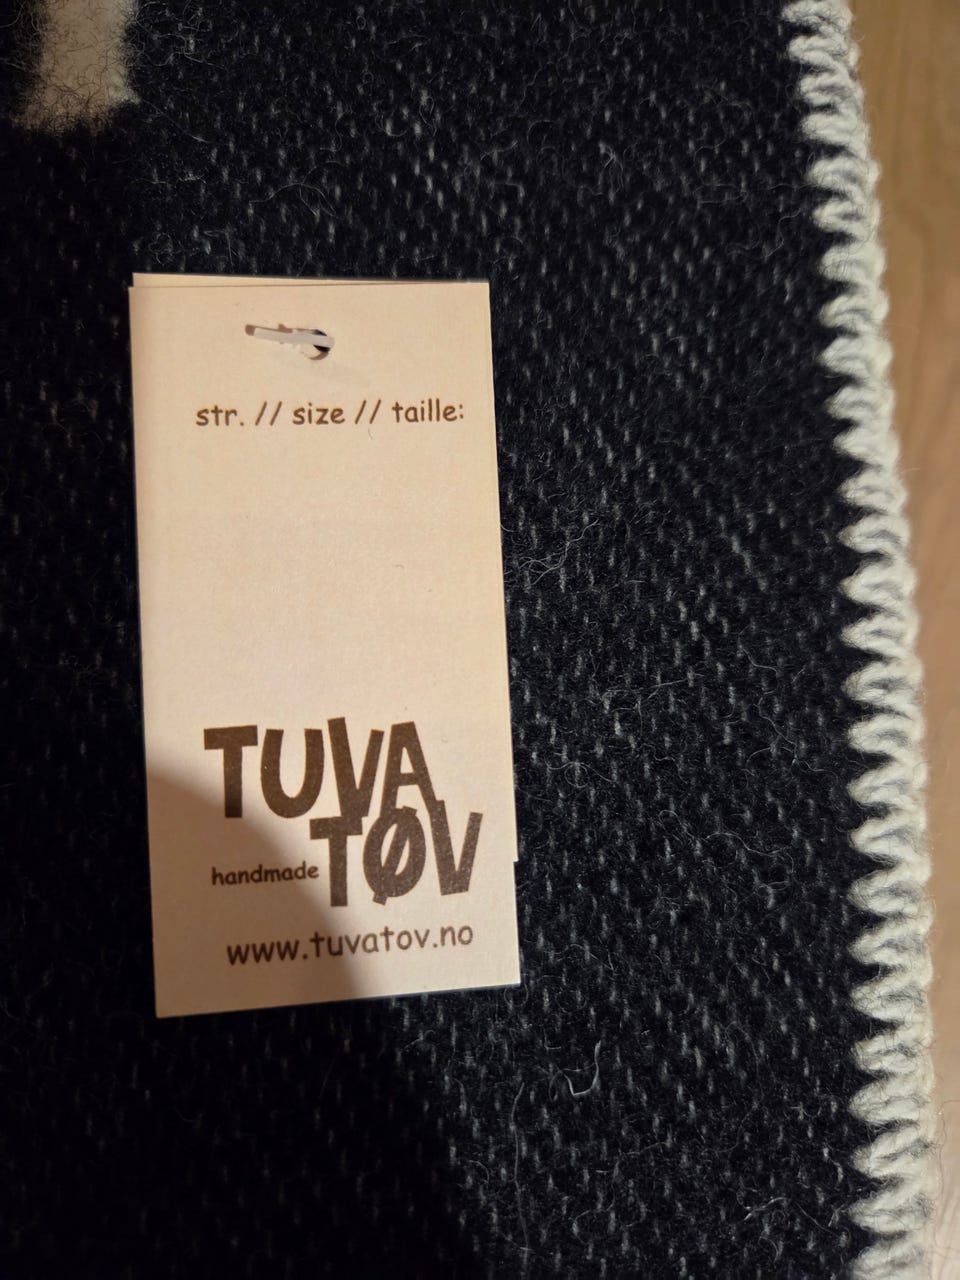 str. // size // taille:
TUVA
handmade TØV
www.tuvatov.no